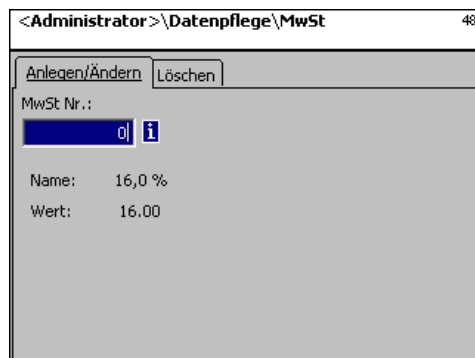 <Administrator>\Datenpflege\MwSt 48
Anlegen/Ändern Löschen
MwSt Nr.:
0 i
Name: 16,0 %
Wert: 16.00